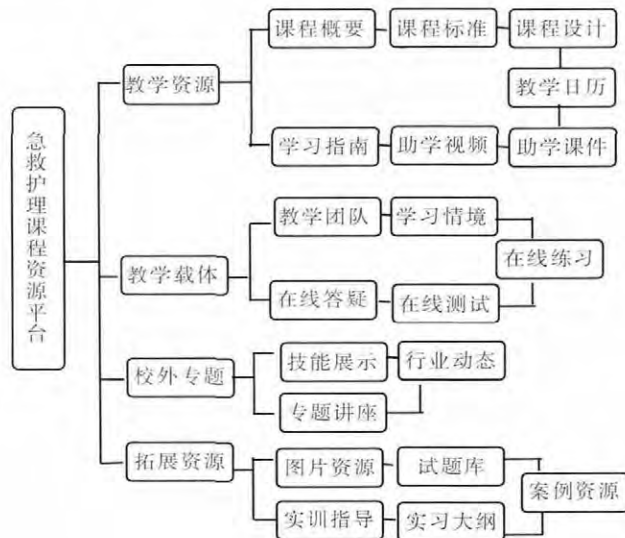 急救护理课程资源平台
教学资源
课程概要
课程标准
课程设计
教学日历
学习指南
助学视频
助学课件
教学载体
教学团队
学习情境
在线练习
在线答疑
在线测试
校外专题
技能展示
行业动态
专题讲座
拓展资源
图片资源
试题库
案例资源
实训指导
实习大纲